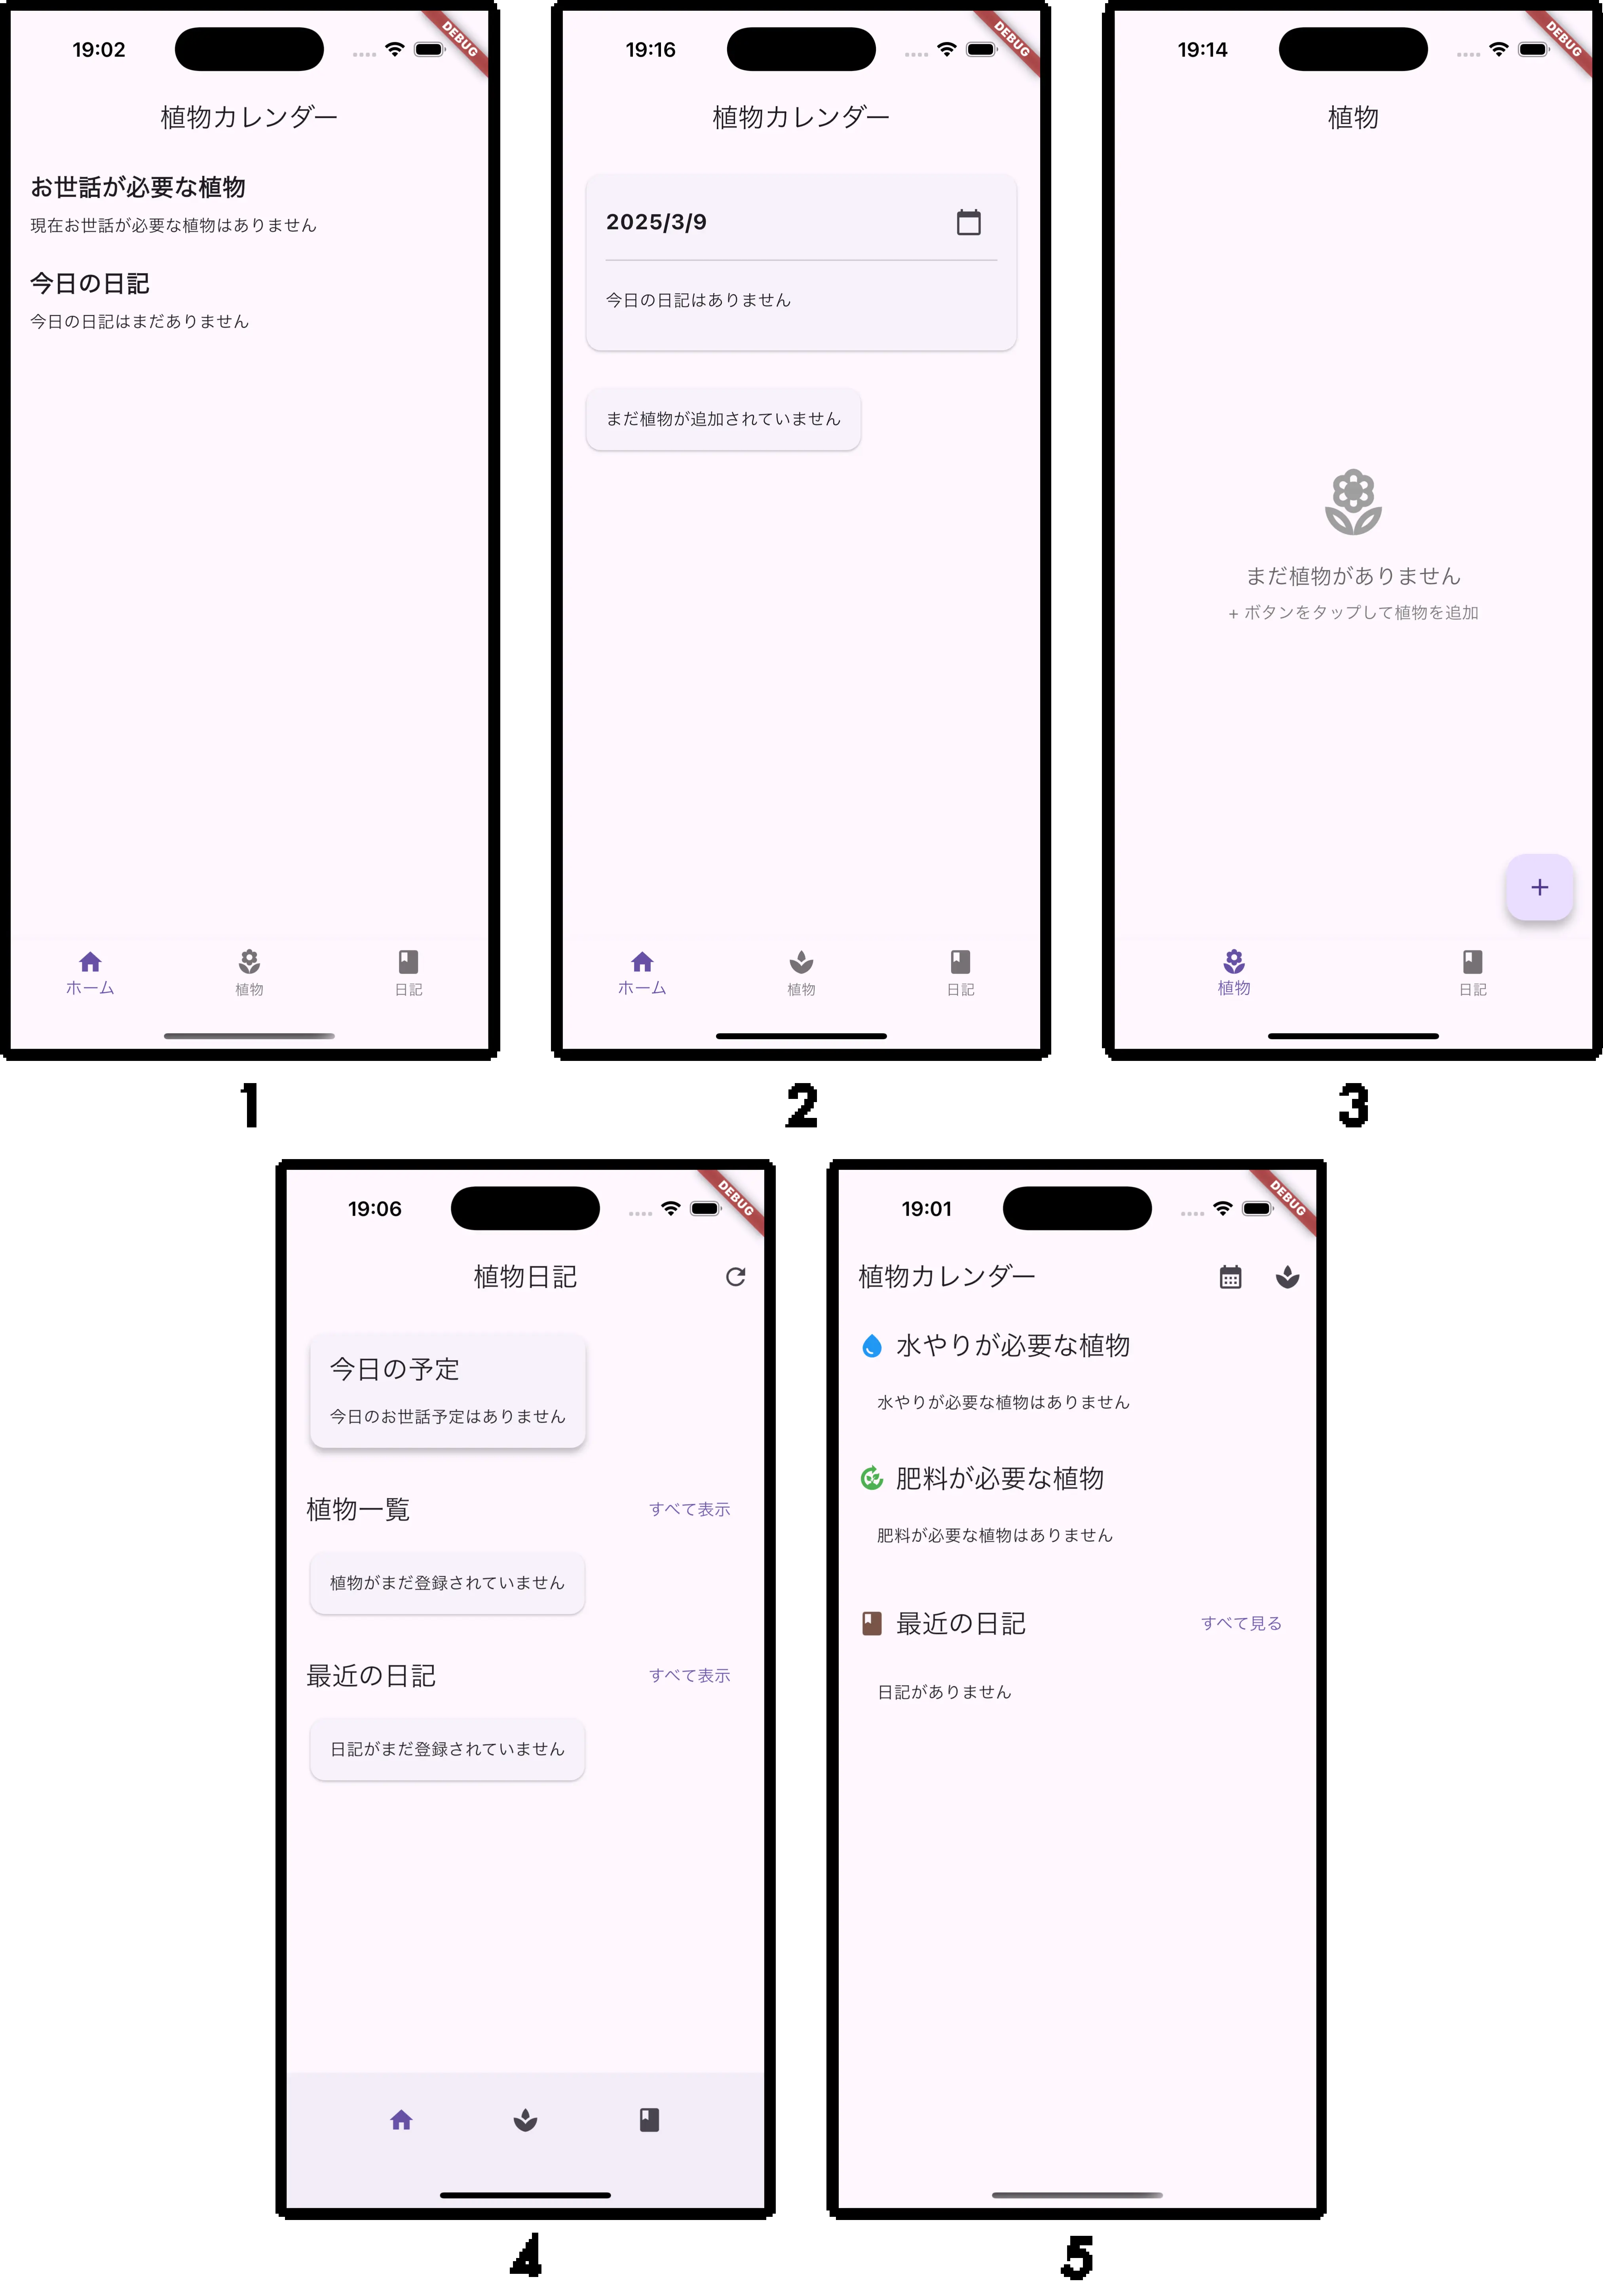 19:02
DEBUG
植物カレンダー
お世話が必要な植物
現在お世話が必要な植物はありません
今日の日記
今日の日記はまだありません
ホーム
植物
日記
1
19:16
DEBUG
植物カレンダー
2025/3/9
今日の日記はありません
まだ植物が追加されていません
ホーム
植物
日記
2
19:14
DEBUG
植物
まだ植物がありません
+ ボタンをタップして植物を追加
+
植物
日記
3
19:06
DEBUG
植物日記
今日の予定
今日のお世話予定はありません
植物一覧
すべて表示
植物がまだ登録されていません
最近の日記
すべて表示
日記がまだ登録されていません
4
19:01
DEBUG
植物カレンダー
水やりが必要な植物
水やりが必要な植物はありません
肥料が必要な植物
肥料が必要な植物はありません
最近の日記
すべて見る
日記がありません
5